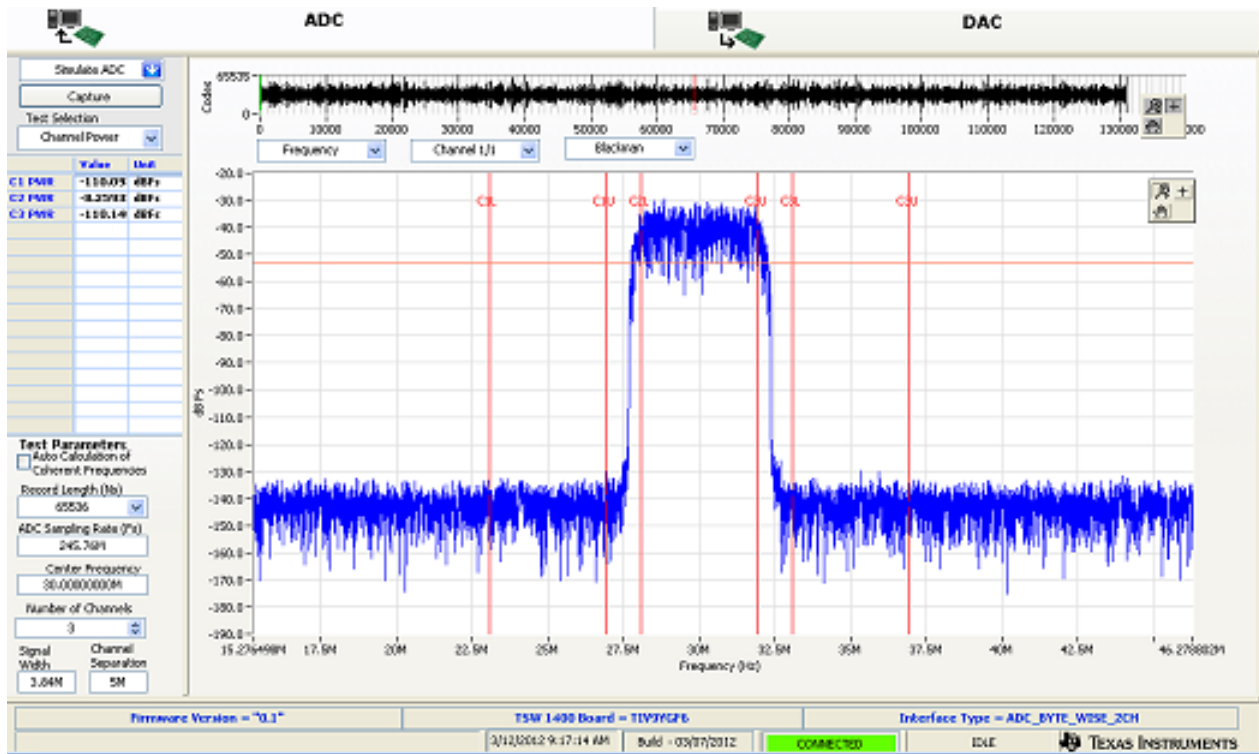 ADC DAC
Simulate ADC
Capture
Test Selection
Channel Power
Value Unit
C1 PWR -110.03 dBFs
C2 PWR -8.2593 dBFs
C3 PWR -110.14 dBFs
Codes
65535
0
0 10000 20000 30000 40000 50000 60000 70000 80000 90000 100000 110000 120000 130000
Frequency Channel 1/1 Blackman
-20.0
-30.0
C1L C1U C2L C2U C3L C3U
-40.0
-50.0
-60.0
-70.0
-80.0
-90.0
-100.0
dBFs
-110.0
-120.0
-130.0
-140.0
-150.0
-160.0
-170.0
-180.0
-190.0
15.276498M 17.5M 20M 22.5M 25M 27.5M 30M 32.5M 35M 37.5M 40M 42.5M 46.278802M
Frequency (Hz)
Test Parameters
Auto Calculation of
Coherent Frequencies
Record Length (Ns)
65536
ADC Sampling Rate (Fs)
245.76M
Center Frequency
30.00000000M
Number of Channels
3
Signal Width Channel Separation
3.84M 5M
Firmware Version = "0.1" TSW 1400 Board = TIV9YGF6 Interface Type = ADC_BYTE_WISE_2CH
3/12/2012 9:17:14 AM Build - 03/07/2012 CONNECTED IDLE TEXAS INSTRUMENTS